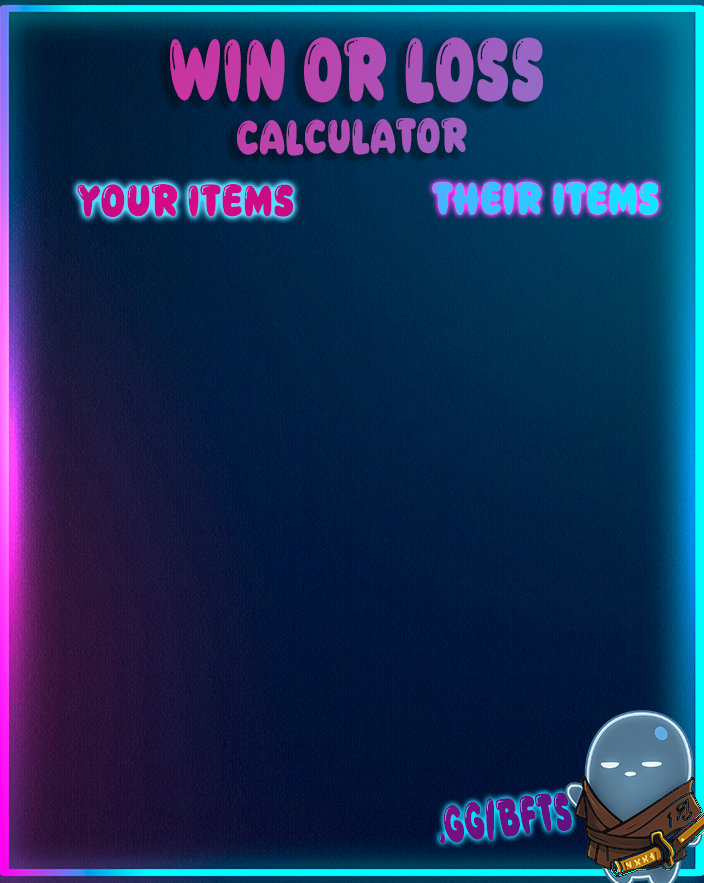 WIN OR LOSS
CALCULATOR
YOUR ITEMS
THEIR ITEMS
.GG/BFTS